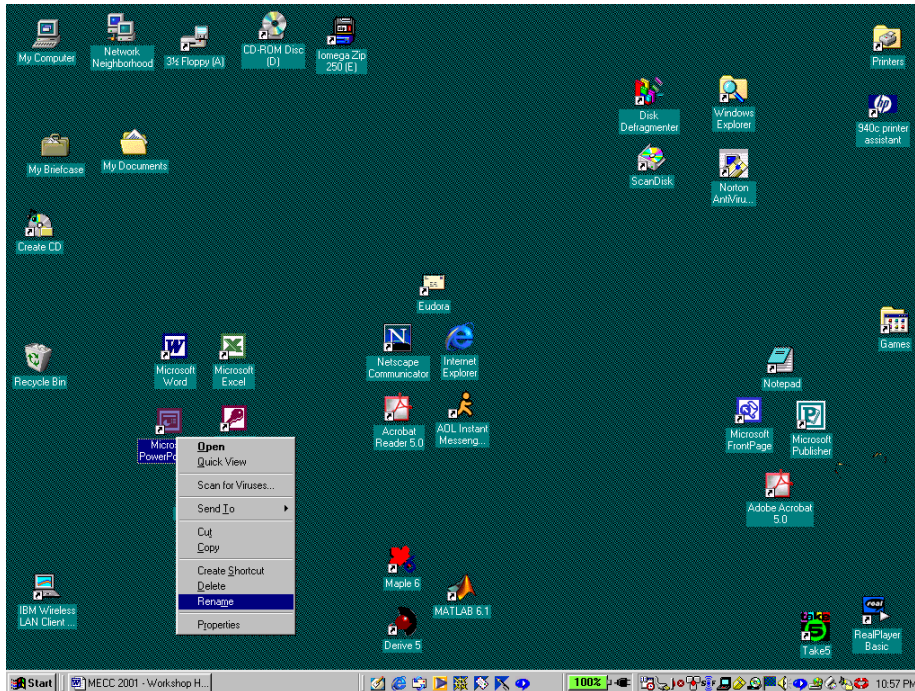 My Computer
Network
Neighborhood
3½ Floppy (A)
CD-ROM Disc
(D)
Iomega Zip
250 (E)
Printers
Disk
Defragmenter
Windows
Explorer
940c printer
assistant
My Briefcase
My Documents
ScanDisk
Norton
AntiViru...
Create CD
Eudora
Recycle Bin
Microsoft
Word
Microsoft
Excel
Netscape
Communicator
Internet
Explorer
Games
Notepad
Acrobat
Reader 5.0
AOL Instant
Messeng...
Microsoft
FrontPage
Microsoft
Publisher
Open
Quick View
Scan for Viruses...
Send To
Cut
Copy
Create Shortcut
Delete
Rename
Properties
Adobe Acrobat
5.0
Maple 6
MATLAB 6.1
Derive 5
IBM Wireless
LAN Client ...
Take5
real
RealPlayer
Basic
Start
MECC 2001 - Workshop H...
100%
10:57 PM